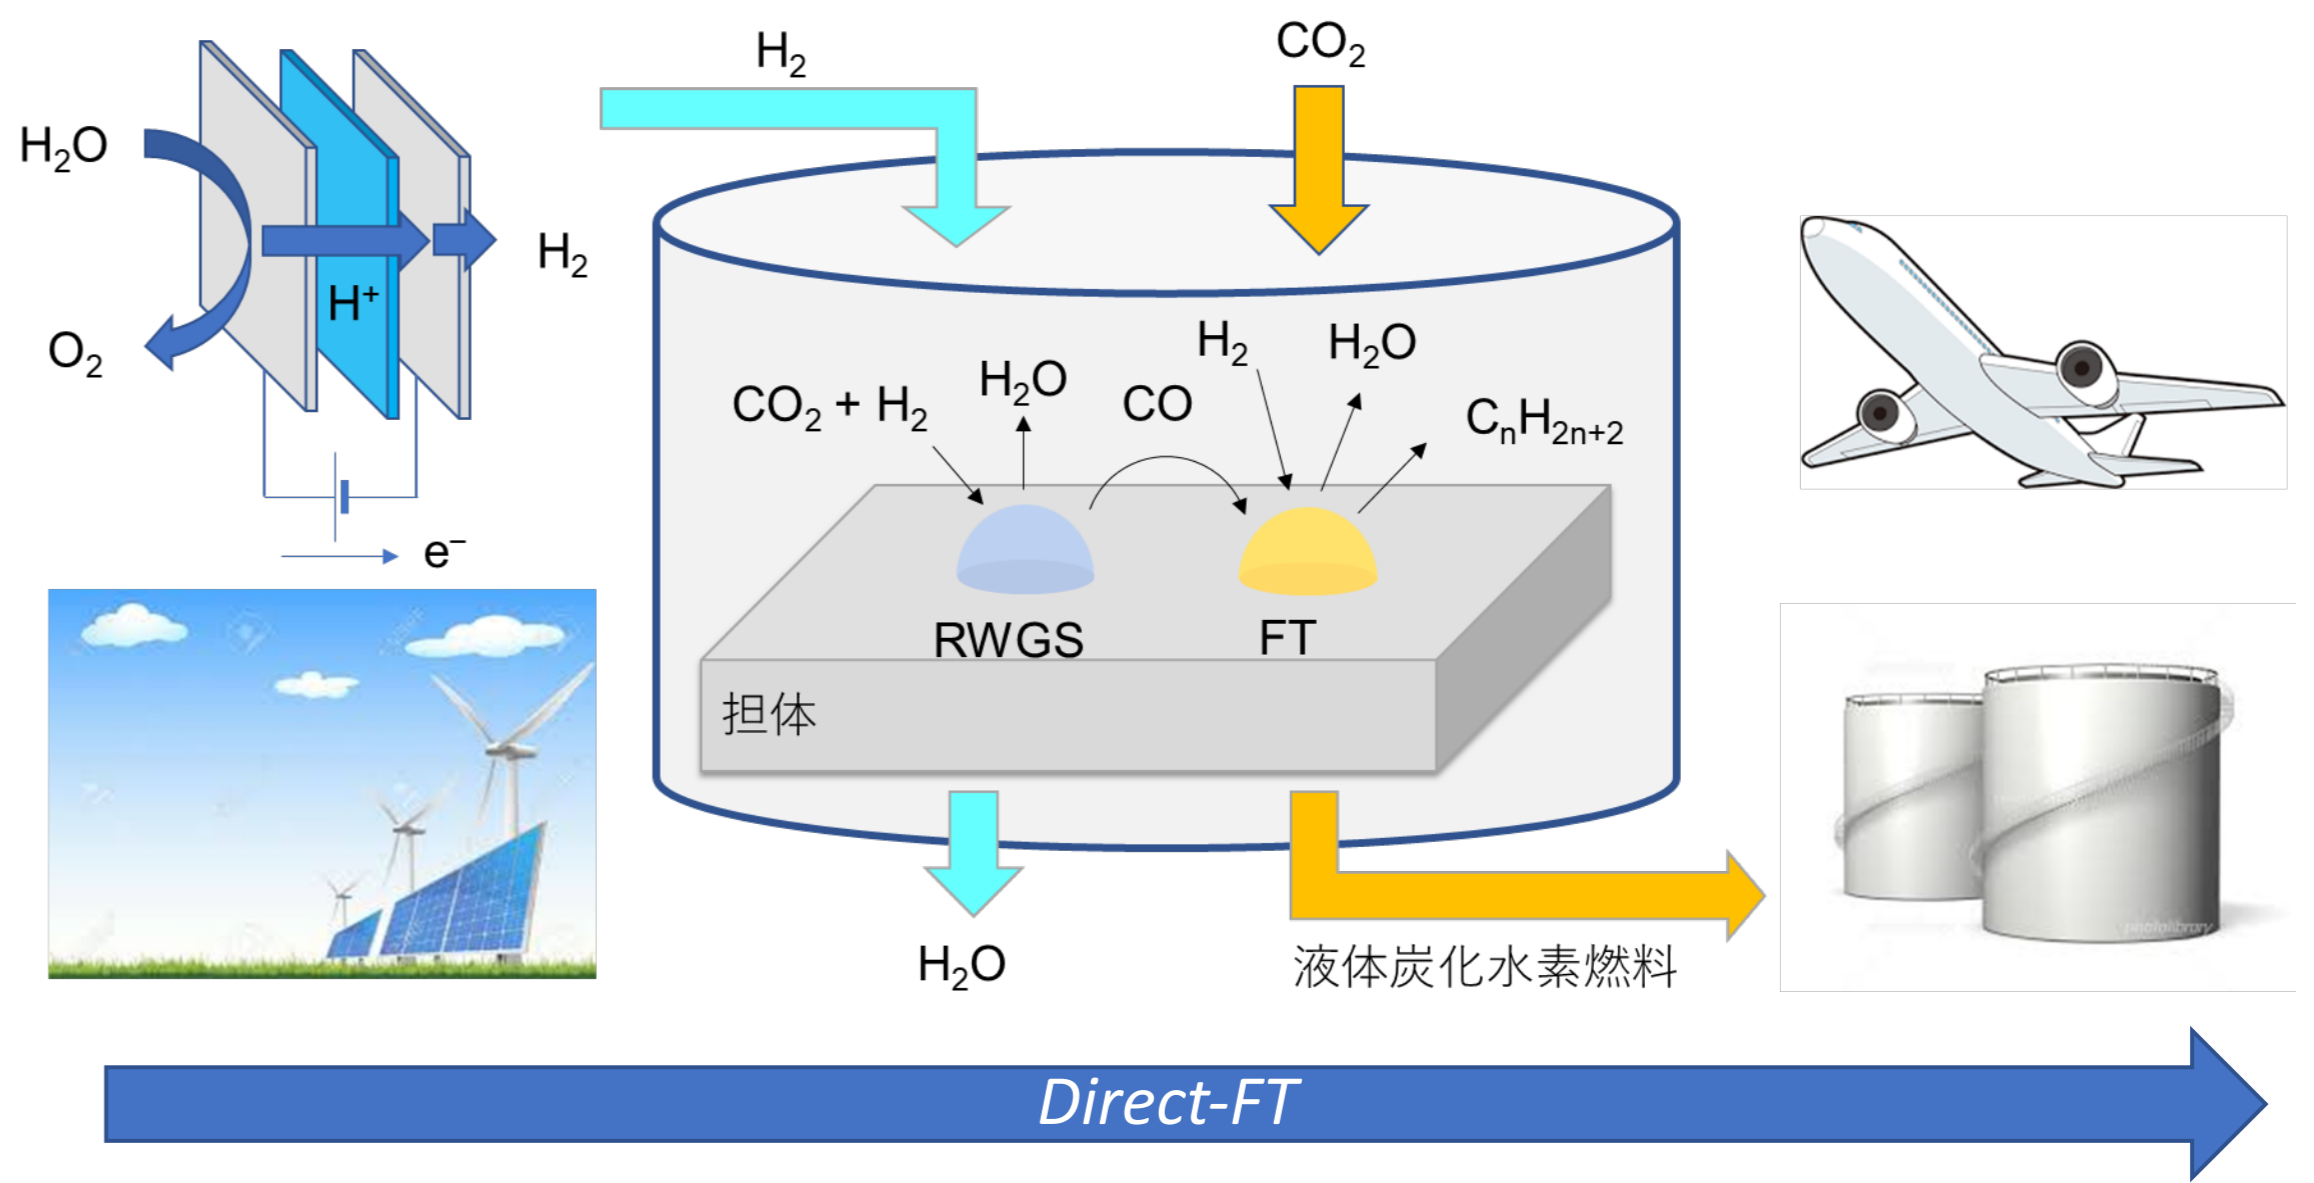 H₂O
O₂
H⁺
H₂
e⁻
H₂
CO₂
CO₂ + H₂
H₂O
CO
H₂
H₂O
CₙH₂ₙ₊₂
RWGS
FT
担体
H₂O
液体炭化水素燃料
photolibrary
Direct-FT